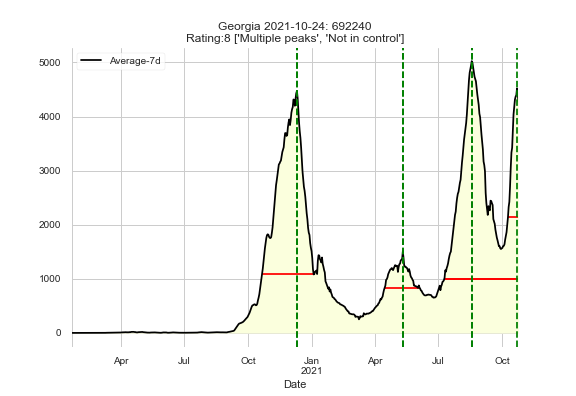 Georgia 2021-10-24: 692240
Rating:8 ['Multiple peaks', 'Not in control']
Average-7d
5000
4000
3000
2000
1000
0
Apr
Jul
Oct
Jan
2021
Apr
Jul
Oct
Date